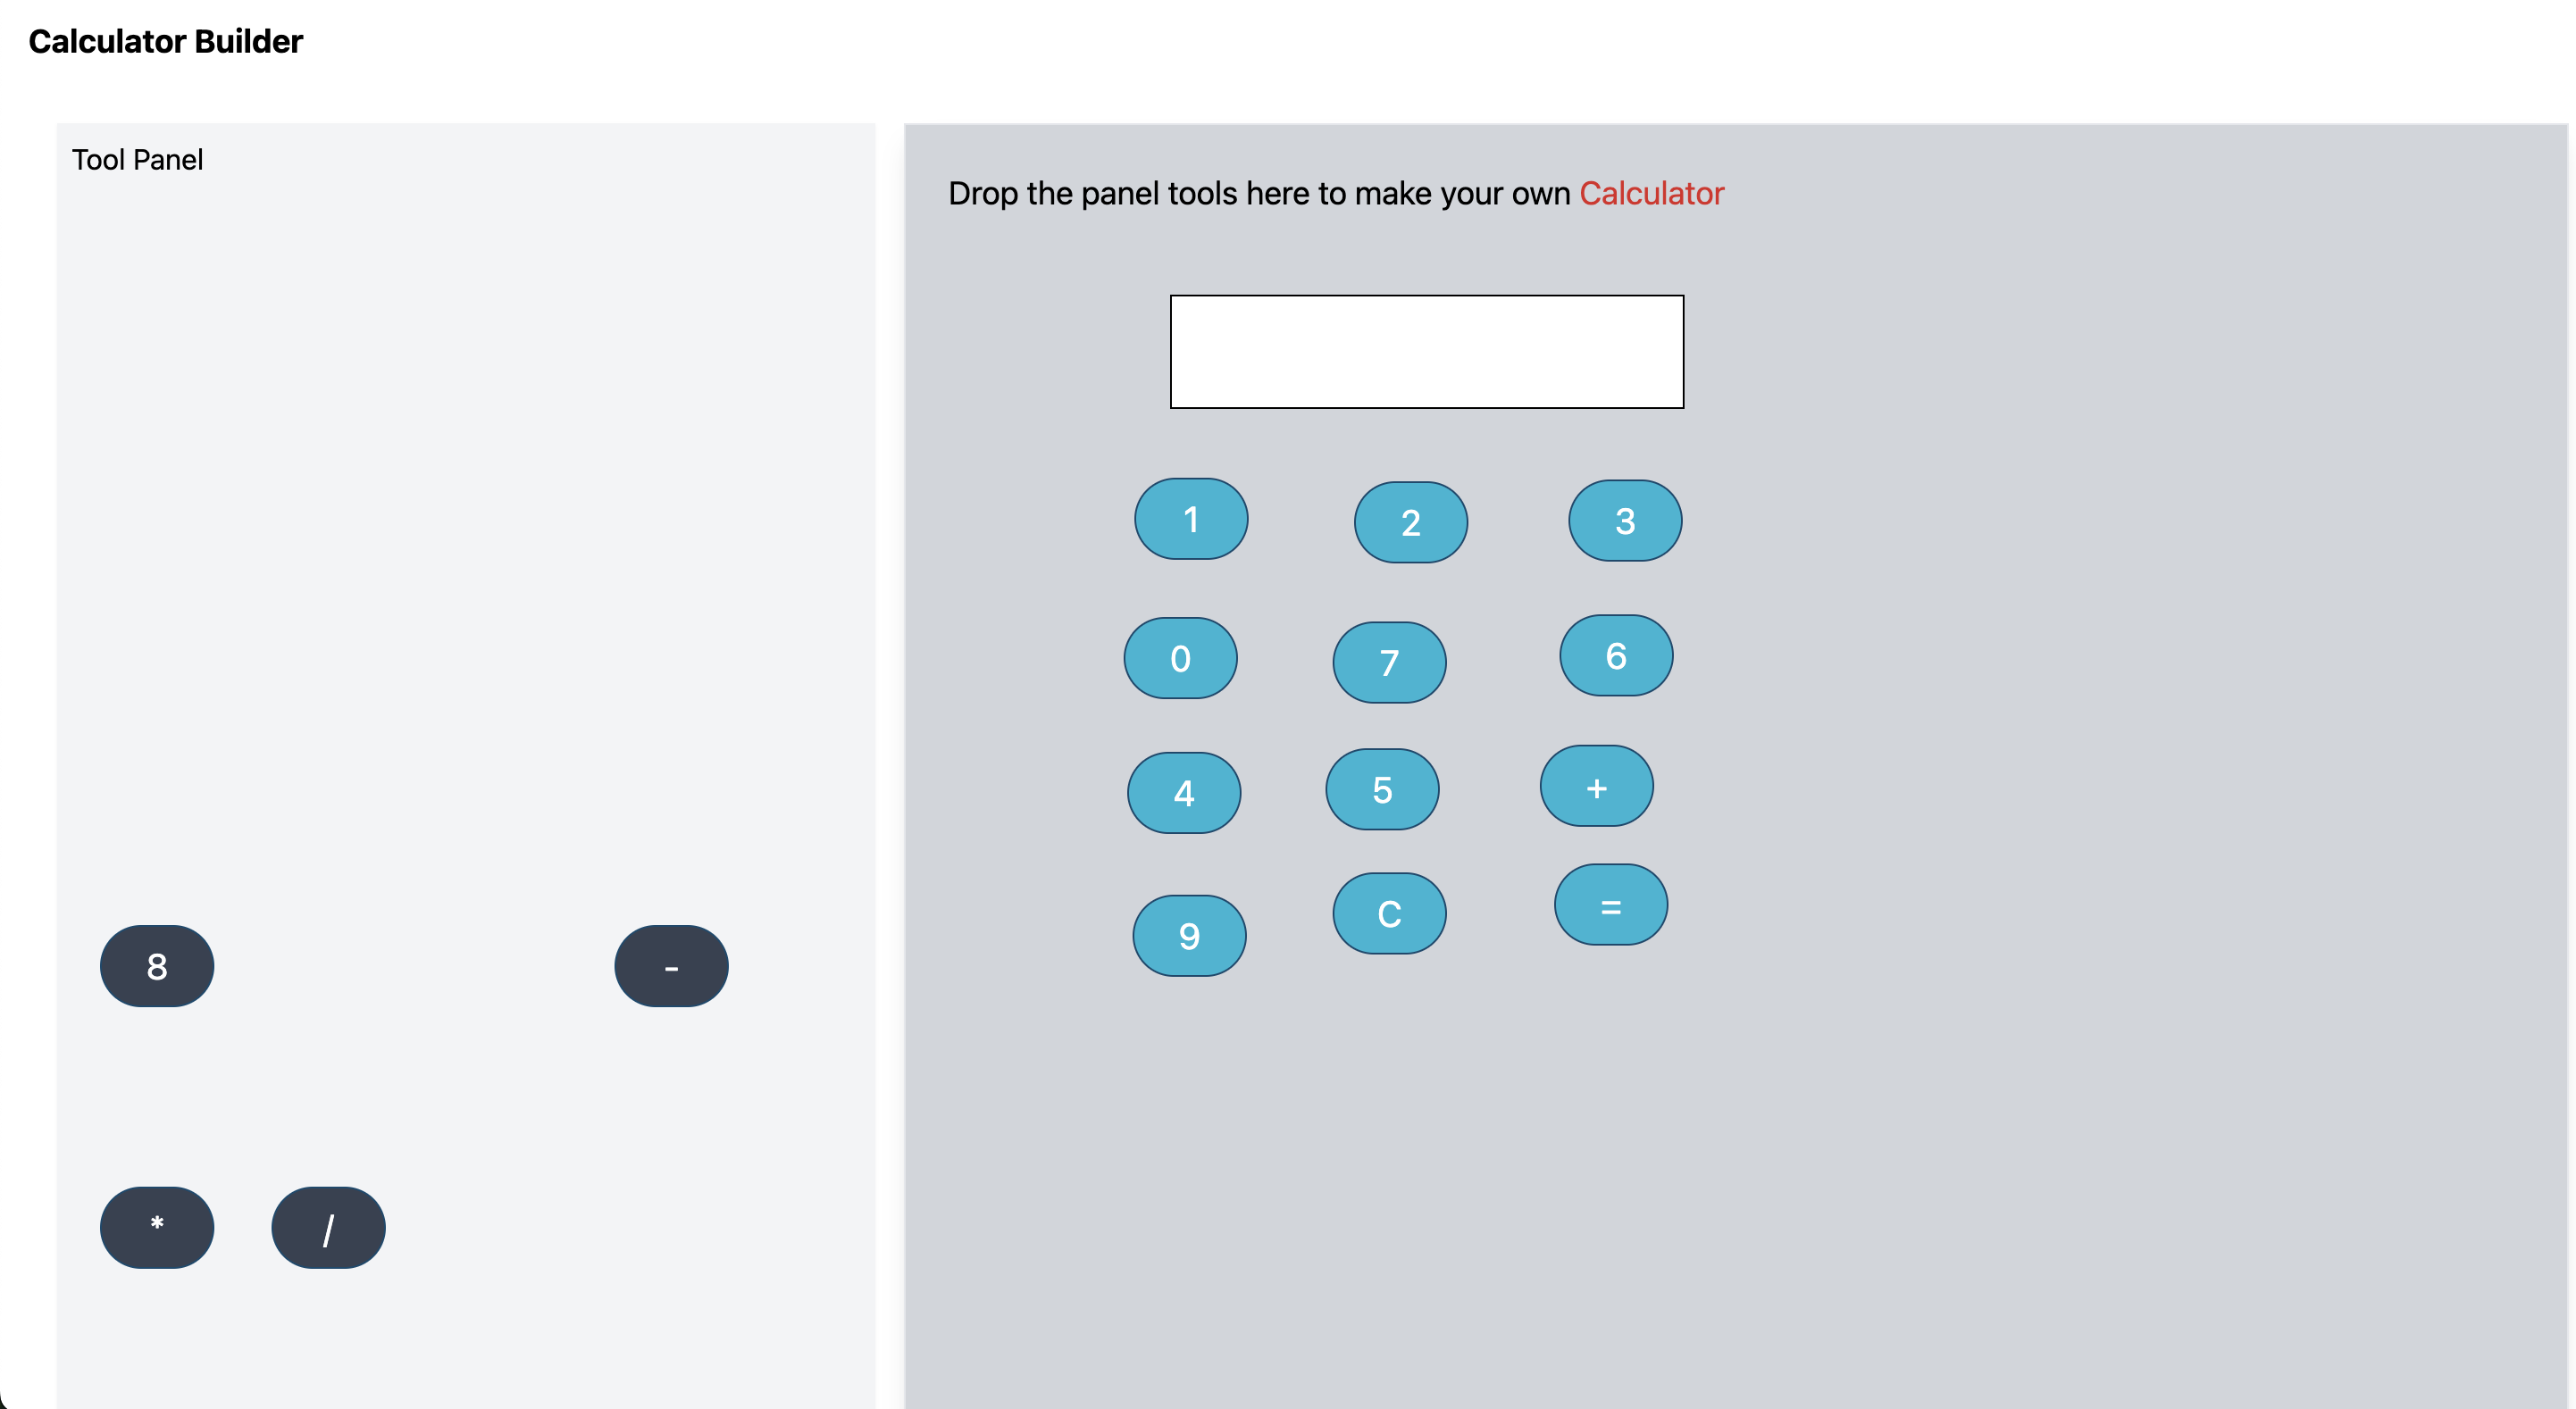 Calculator Builder
Tool Panel
Drop the panel tools here to make your own Calculator
1 2 3
0 7 6
4 5 +
9 C =
8 -
* /